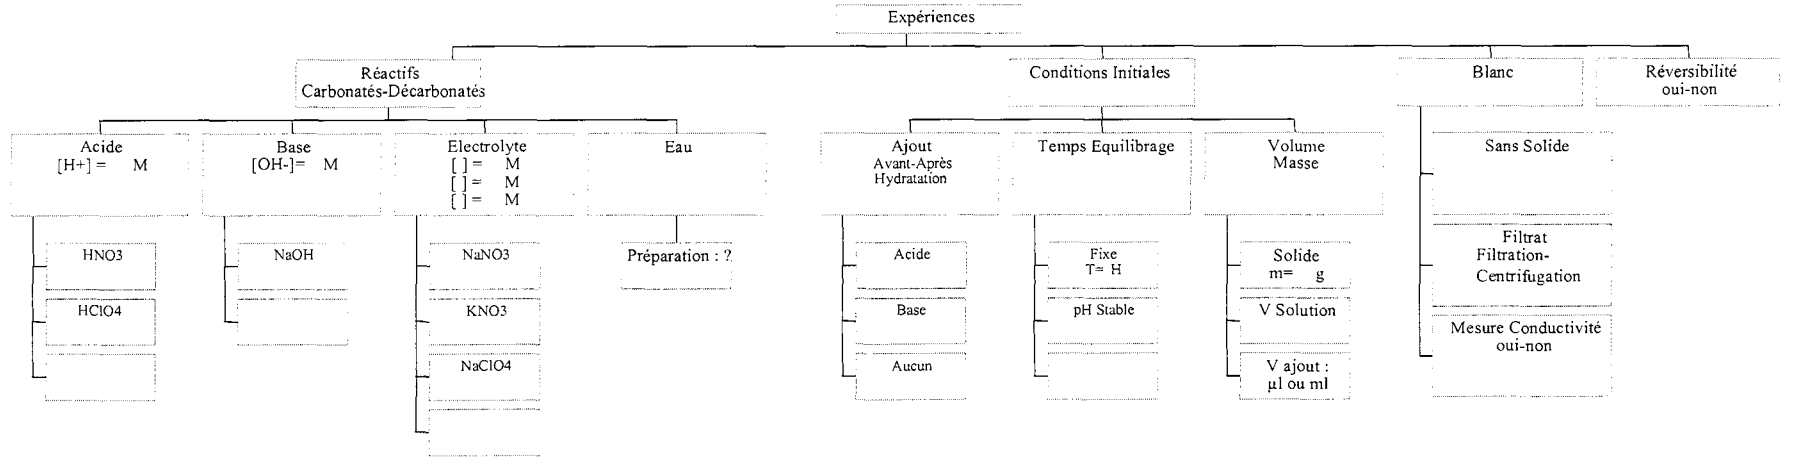 Expériences
Réactifs
Carbonatés-Décarbonatés
Conditions Initiales
Blanc
Réversibilité
oui-non
Acide
[H+] = M
Base
[OH-]= M
Electrolyte
[ ] = M
[ ] = M
[ ] = M
Eau
Ajout
Avant-Après
Hydratation
Temps Equilibrage
Volume
Masse
Sans Solide
HNO3
HClO4
NaOH
NaNO3
KNO3
NaClO4
Préparation : ?
Acide
Base
Aucun
Fixe
T= H
pH Stable
Solide
m= g
V Solution
V ajout :
µl ou ml
Filtrat
Filtration-
Centrifugation
Mesure Conductivité
oui-non